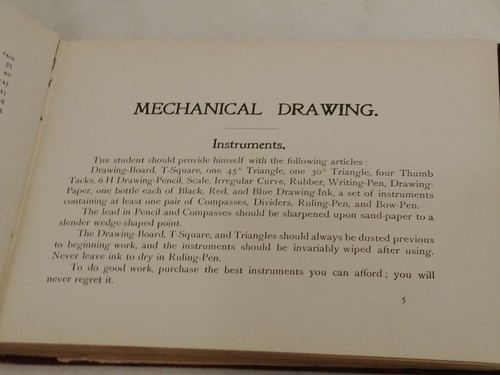 PAGE
35
40
MECHANICAL DRAWING.
Instruments.
THE student should provide himself with the following articles :
Drawing-Board, T-Square, one 45° Triangle, one 30° Triangle, four Thumb
Tacks, 6 H Drawing-Pencil, Scale, Irregular Curve, Rubber, Writing-Pen, Drawing-
Paper, one bottle each of Black, Red, and Blue Drawing-Ink, a set of instruments
containing at least one pair of Compasses, Dividers, Ruling-Pen, and Bow-Pen.
The lead in Pencil and Compasses should be sharpened upon sand-paper to a
slender wedge-shaped point.
The Drawing-Board, T-Square, and Triangles should always be dusted previous
to beginning work, and the instruments should be invariably wiped after using.
Never leave ink to dry in Ruling-Pen.
To do good work, purchase the best instruments you can afford ; you will
never regret it.
5